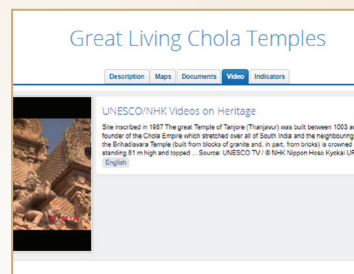 Great Living Chola Temples
Description Maps Documents Video Indicators
UNESCO/NHK Videos on Heritage
Site inscribed in 1987 The great Temple of Tanjore (Thanjavur) was built between 1003 a
founder of the Chola Empire which stretched over all of South India and the neighbouring
the Brihadisvara Temple (built from blocks of granite and, in part, from bricks) is crowned
standing 61 m high and topped ... Source: UNESCO TV / © NHK Nippon Hoso Kyokai UR
English